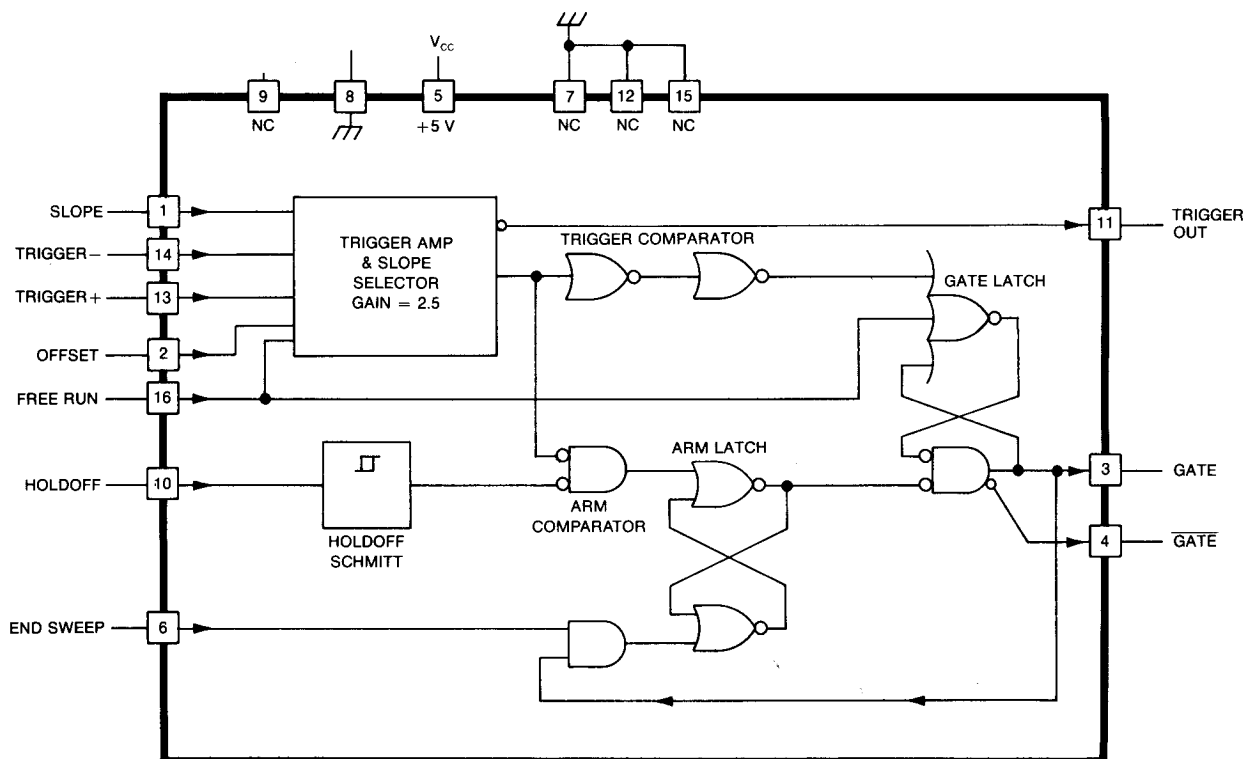 V_CC
9
8
5
7
12
15
NC
+5 V
NC
NC
NC
SLOPE
1
TRIGGER AMP
& SLOPE
SELECTOR
GAIN = 2.5
11
TRIGGER
OUT
TRIGGER−
14
TRIGGER COMPARATOR
TRIGGER+
13
GATE LATCH
OFFSET
2
FREE RUN
16
ARM LATCH
HOLDOFF
10
3
GATE
ARM
COMPARATOR
HOLDOFF
SCHMITT
4
G̅A̅T̅E̅
END SWEEP
6